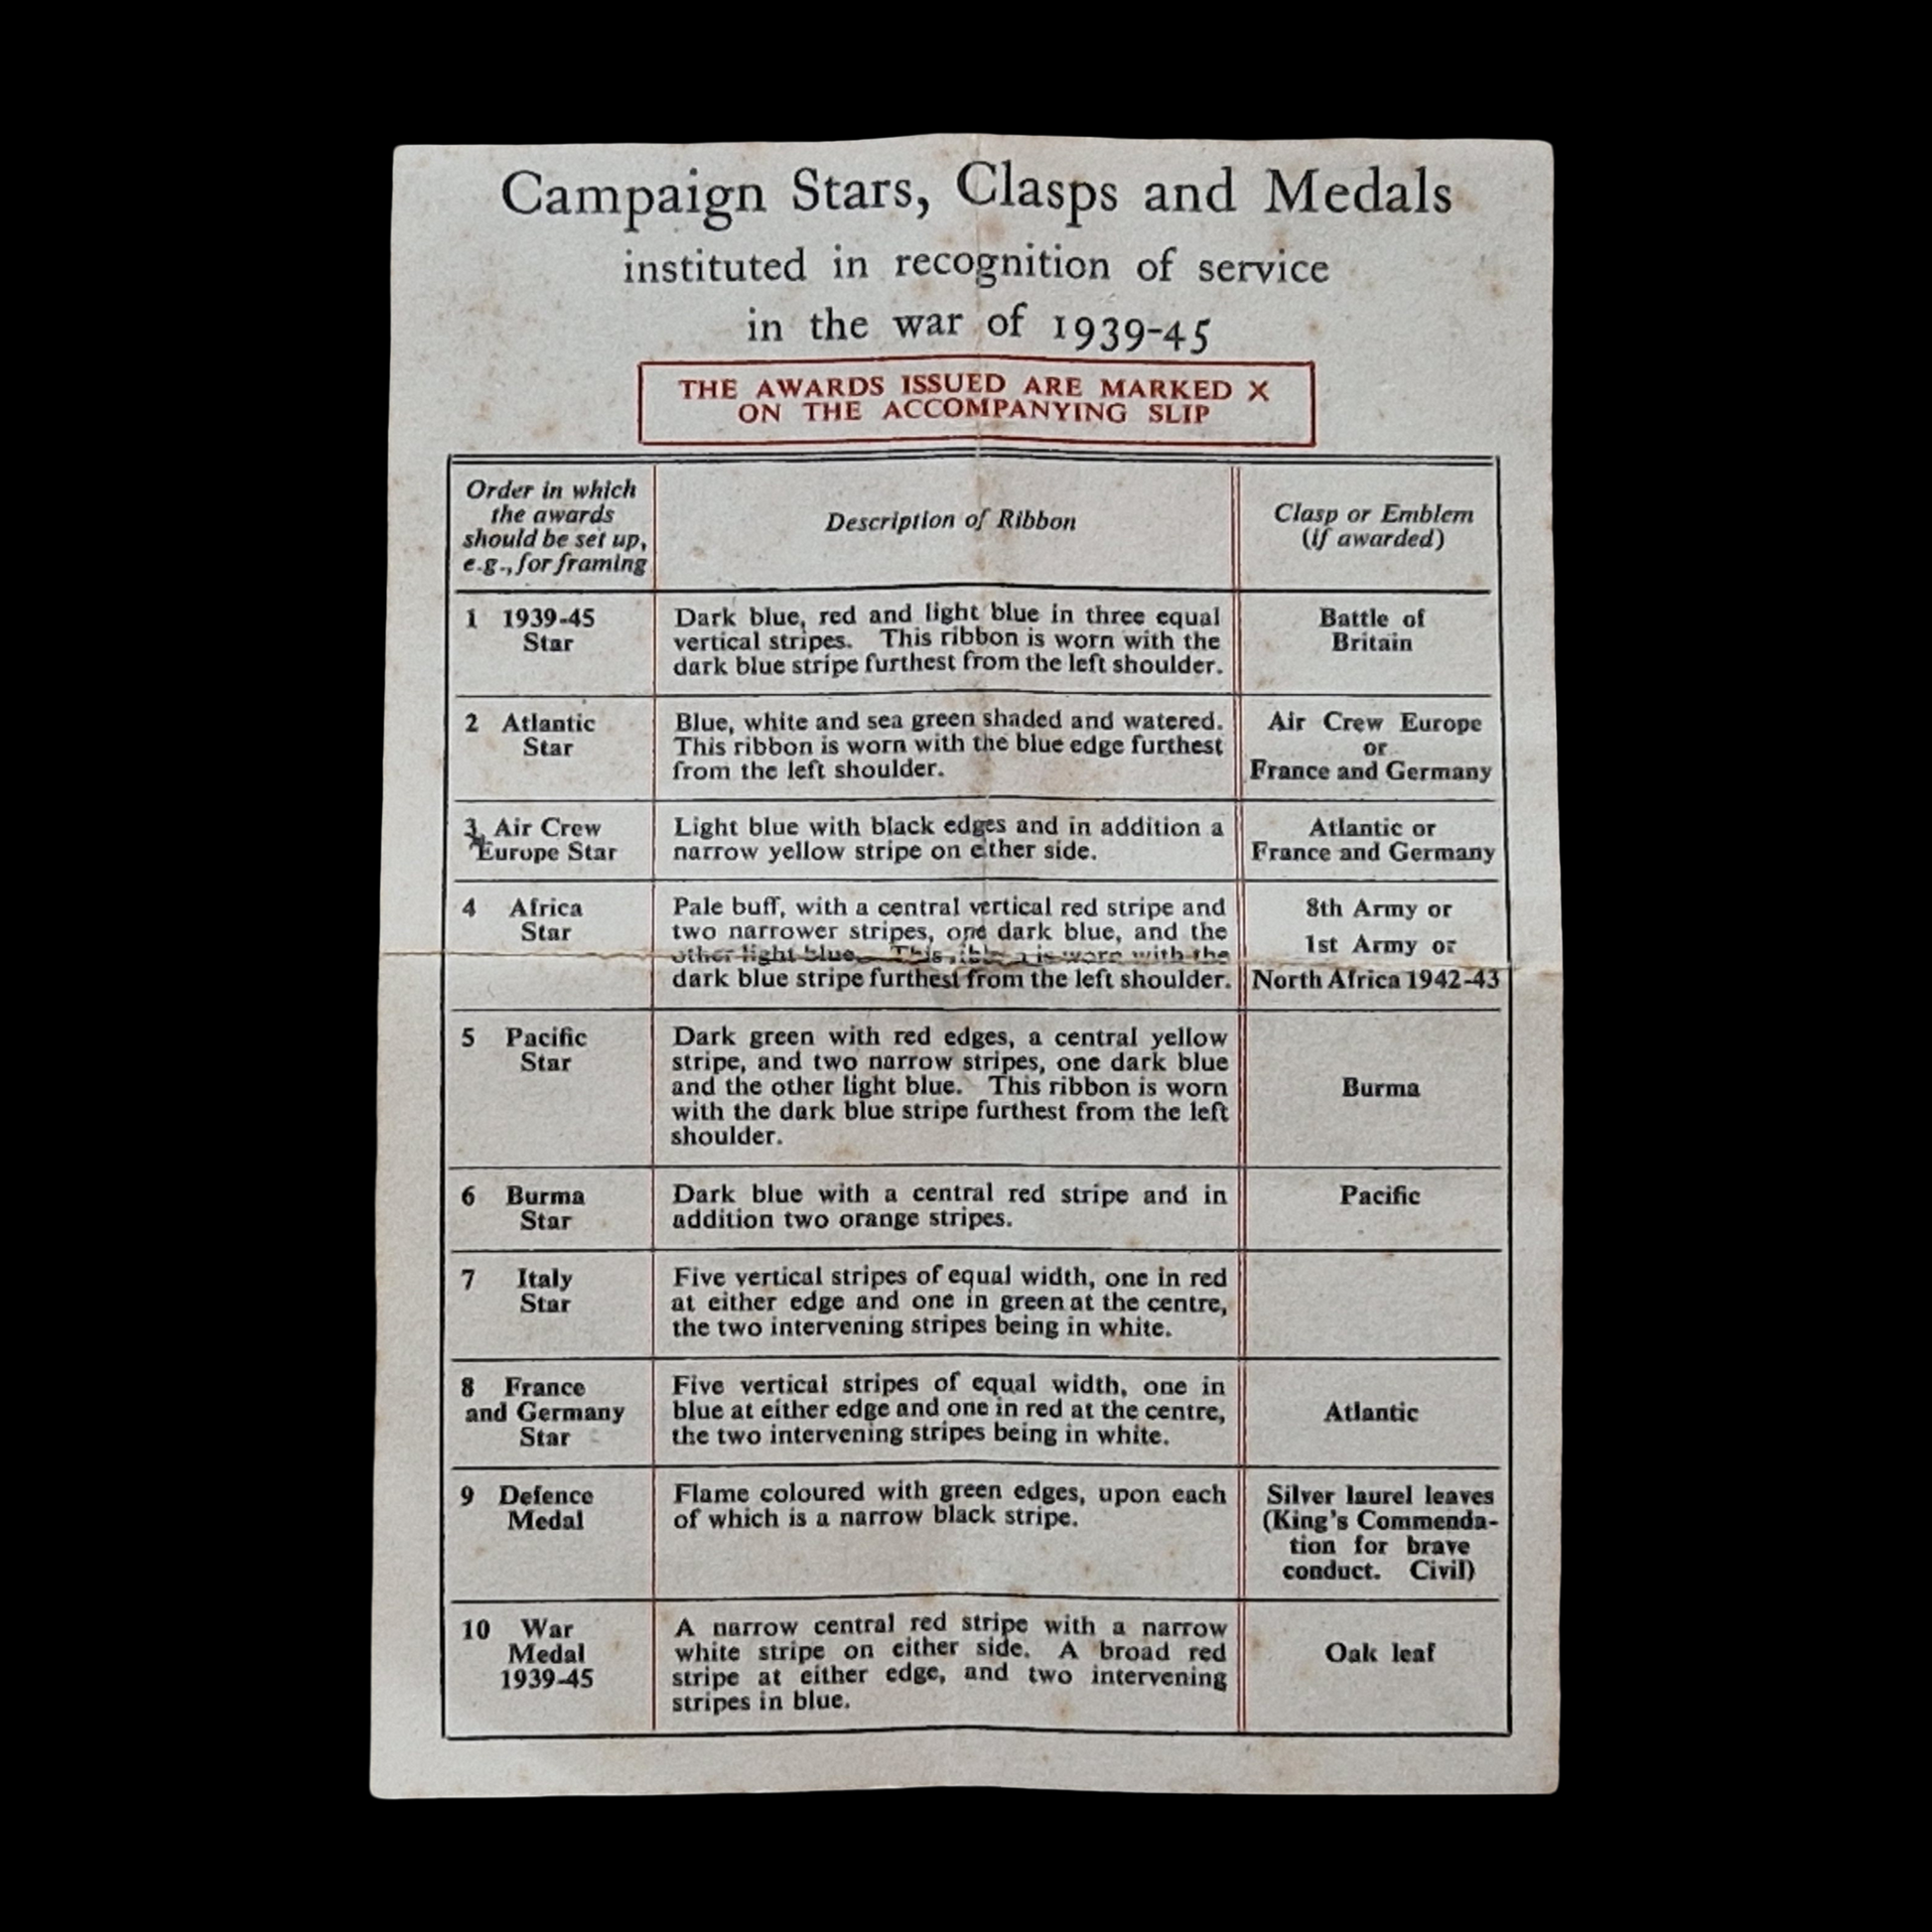 Campaign Stars, Clasps and Medals
instituted in recognition of service
in the war of 1939-45
THE AWARDS ISSUED ARE MARKED X
ON THE ACCOMPANYING SLIP
Order in which
the awards
should be set up,
e.g., for framing
Description of Ribbon
Clasp or Emblem
(if awarded)
1 1939-45
Star
Dark blue, red and light blue in three equal
vertical stripes. This ribbon is worn with the
dark blue stripe furthest from the left shoulder.
Battle of
Britain
2 Atlantic
Star
Blue, white and sea green shaded and watered.
This ribbon is worn with the blue edge furthest
from the left shoulder.
Air Crew Europe
or
France and Germany
3 Air Crew
Europe Star
Light blue with black edges and in addition a
narrow yellow stripe on either side.
Atlantic or
France and Germany
4 Africa
Star
Pale buff, with a central vertical red stripe and
two narrower stripes, one dark blue, and the
other light blue. This ribbon is worn with the
dark blue stripe furthest from the left shoulder.
8th Army or
1st Army or
North Africa 1942-43
5 Pacific
Star
Dark green with red edges, a central yellow
stripe, and two narrow stripes, one dark blue
and the other light blue. This ribbon is worn
with the dark blue stripe furthest from the left
shoulder.
Burma
6 Burma
Star
Dark blue with a central red stripe and in
addition two orange stripes.
Pacific
7 Italy
Star
Five vertical stripes of equal width, one in red
at either edge and one in green at the centre,
the two intervening stripes being in white.
8 France
and Germany
Star
Five vertical stripes of equal width, one in
blue at either edge and one in red at the centre,
the two intervening stripes being in white.
Atlantic
9 Defence
Medal
Flame coloured with green edges, upon each
of which is a narrow black stripe.
Silver laurel leaves
(King's Commenda-
tion for brave
conduct. Civil)
10 War
Medal
1939-45
A narrow central red stripe with a narrow
white stripe on either side. A broad red
stripe at either edge, and two intervening
stripes in blue.
Oak leaf